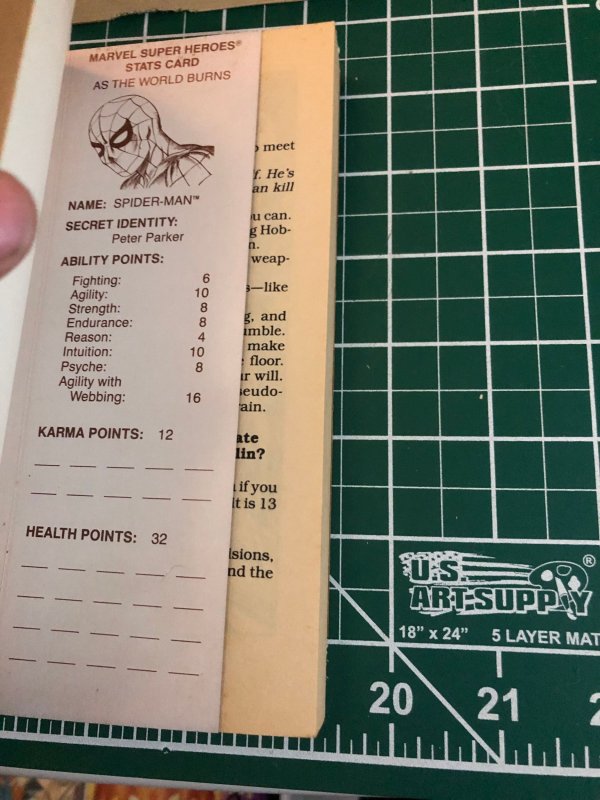 MARVEL SUPER HEROES®
STATS CARD
AS THE WORLD BURNS
NAME: SPIDER-MAN™
SECRET IDENTITY:
Peter Parker
ABILITY POINTS:
Fighting: 6
Agility: 10
Strength: 8
Endurance: 8
Reason: 4
Intuition: 10
Psyche: 8
Agility with
Webbing: 16
KARMA POINTS: 12
HEALTH POINTS: 32
meet
f. He's
an kill
u can.
g Hob-
n.
weap-
s—like
g, and
umble.
make
floor.
ur will.
seudo-
ain.
ate
lin?
if you
It is 13
isions,
nd the
U.S.
ART SUPPLY ®
18" x 24" 5 LAYER MAT
20 21 2